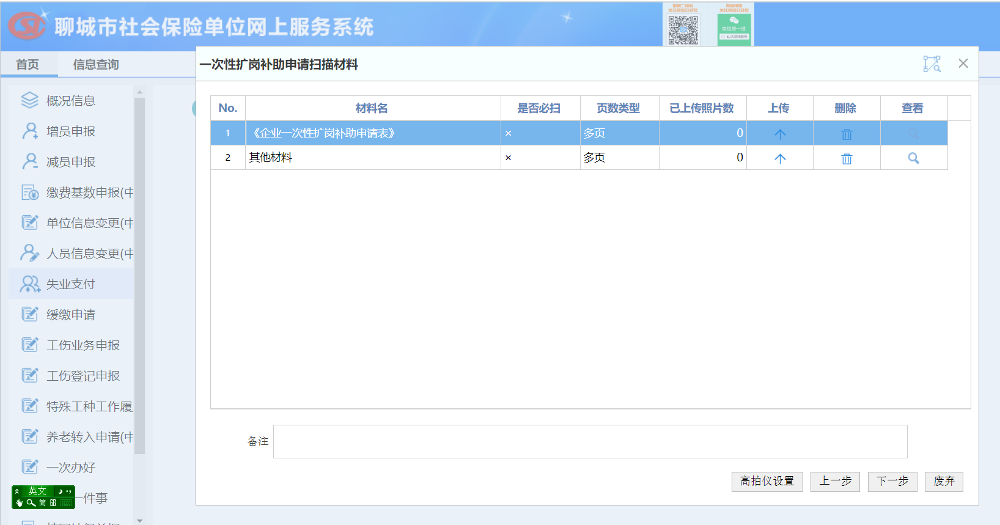 聊城市社会保险单位网上服务系统
微信搜一搜
首页 信息查询
一次性扩岗补助申请扫描材料
概况信息
增员申报
减员申报
缴费基数申报(中
单位信息变更(中
人员信息变更(中
失业支付
缓缴申请
工伤业务申报
工伤登记申报
特殊工种工作履
养老转入申请(中
一次办好
一件事
No. 材料名 是否必扫 页数类型 已上传照片数 上传 删除 查看
1 《企业一次性扩岗补助申请表》 × 多页 0
2 其他材料 × 多页 0
备注
高拍仪设置 上一步 下一步 废弃
英文
简